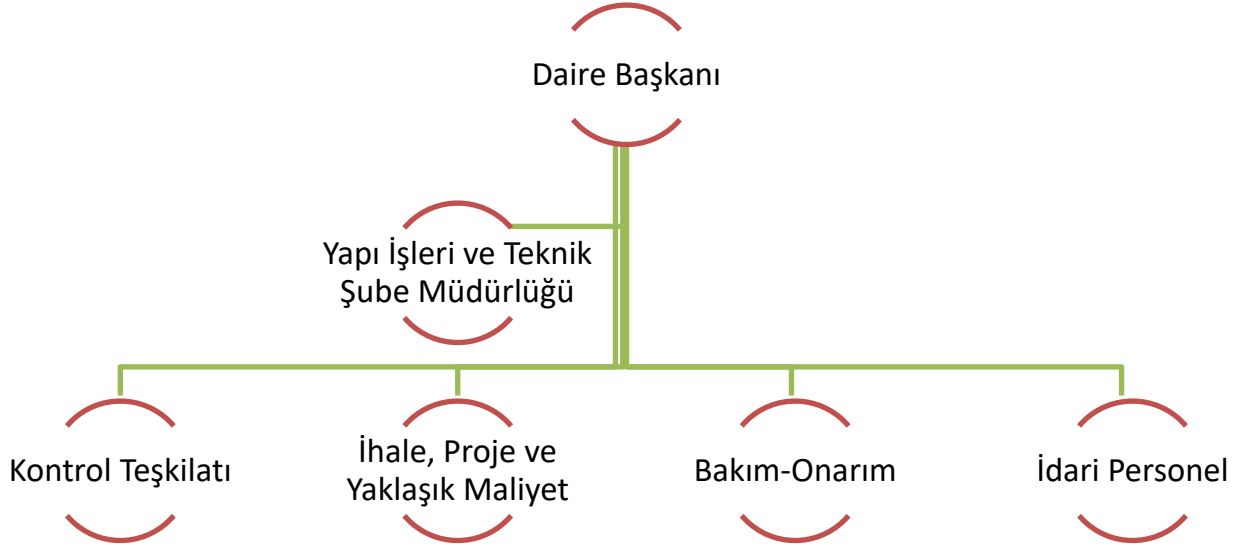 Daire Başkanı
Yapı İşleri ve Teknik
Şube Müdürlüğü
Kontrol Teşkilatı
İhale, Proje ve
Yaklaşık Maliyet
Bakım-Onarım
İdari Personel